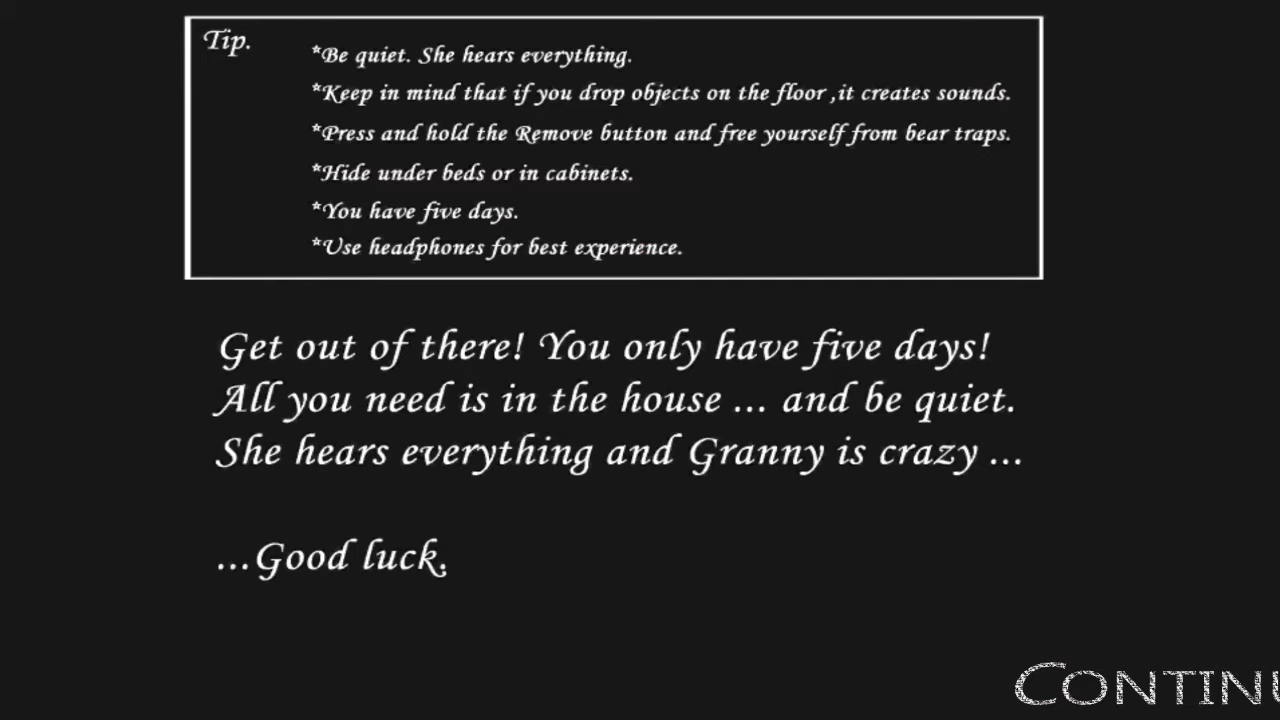 Tip.
*Be quiet. She hears everything.
*Keep in mind that if you drop objects on the floor ,it creates sounds.
*Press and hold the Remove button and free yourself from bear traps.
*Hide under beds or in cabinets.
*You have five days.
*Use headphones for best experience.
Get out of there! You only have five days!
All you need is in the house ... and be quiet.
She hears everything and Granny is crazy ...
...Good luck.
CONTINU